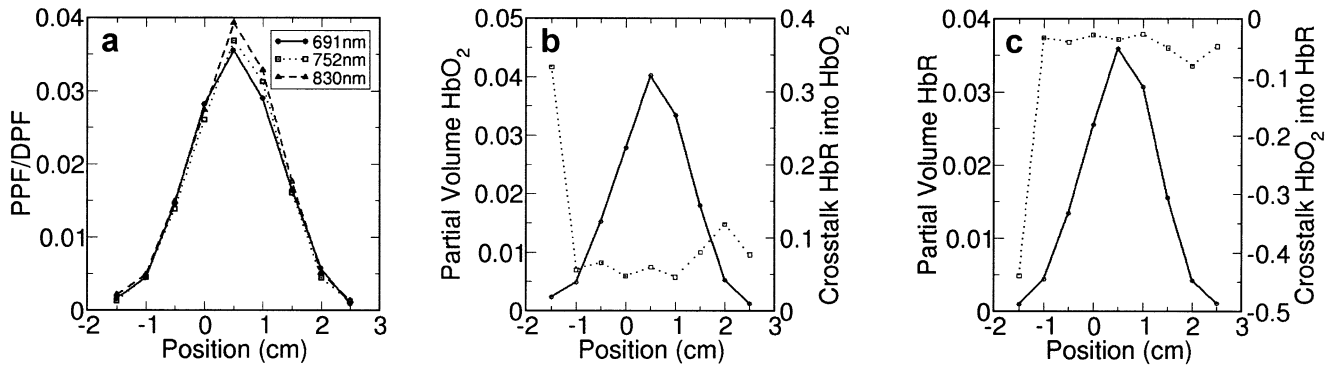 a
691nm
752nm
830nm
0.04
0.03
0.02
0.01
0
PPF/DPF
-2 -1 0 1 2 3
Position (cm)
b
0.05
0.04
0.03
0.02
0.01
0
Partial Volume HbO₂
0.4
0.3
0.2
0.1
0
Crosstalk HbR into HbO₂
-2 -1 0 1 2 3
Position (cm)
c
0.04
0.03
0.02
0.01
0
Partial Volume HbR
0
-0.1
-0.2
-0.3
-0.4
-0.5
Crosstalk HbO₂ into HbR
-2 -1 0 1 2 3
Position (cm)